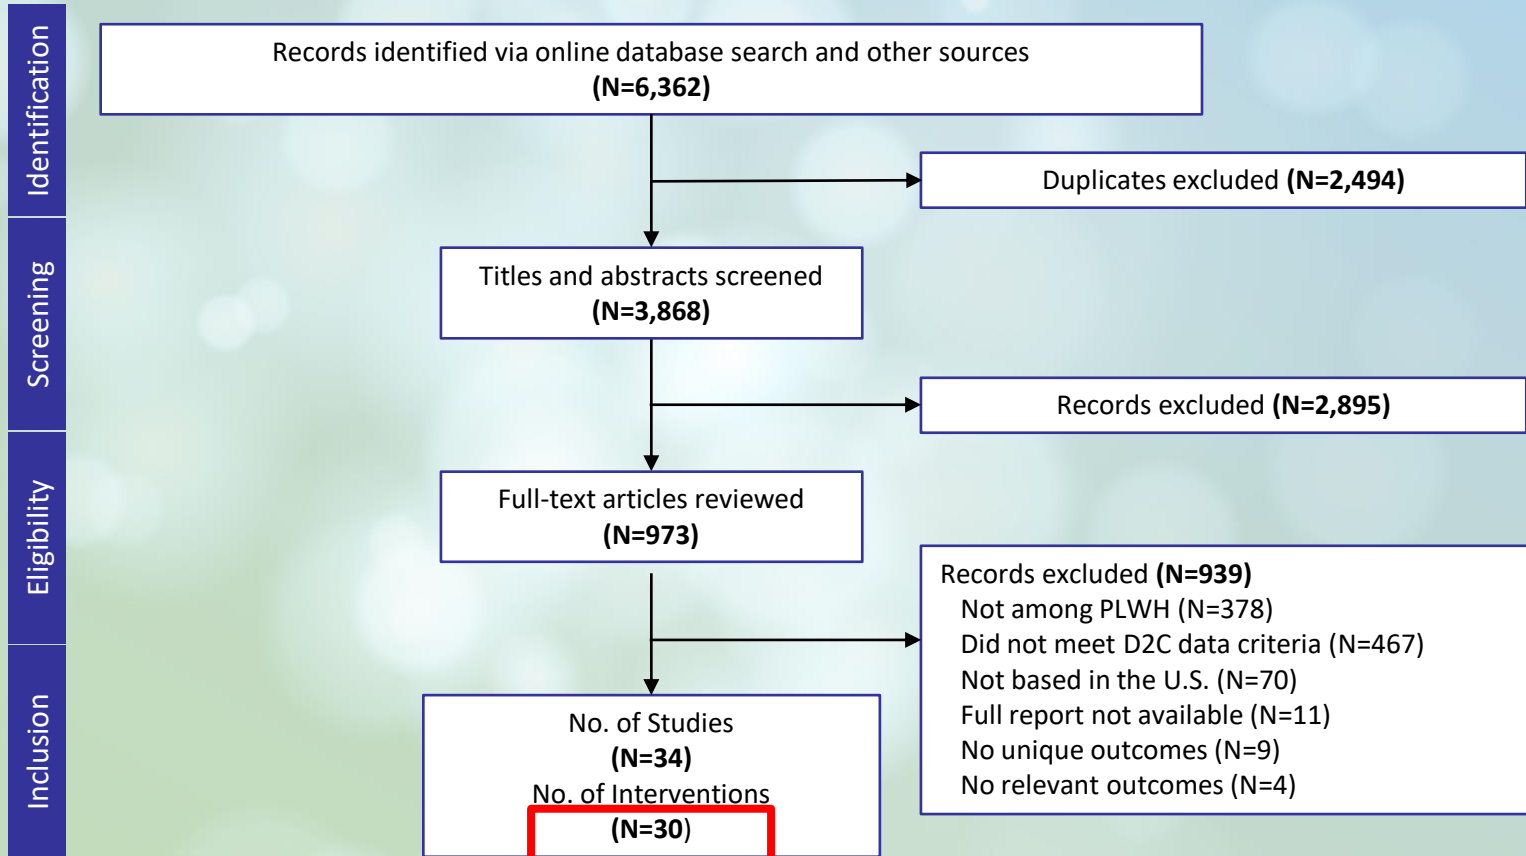 Identification
Records identified via online database search and other sources
(N=6,362)
Duplicates excluded (N=2,494)
Screening
Titles and abstracts screened
(N=3,868)
Records excluded (N=2,895)
Eligibility
Full-text articles reviewed
(N=973)
Records excluded (N=939)
Not among PLWH (N=378)
Did not meet D2C data criteria (N=467)
Not based in the U.S. (N=70)
Full report not available (N=11)
No unique outcomes (N=9)
No relevant outcomes (N=4)
Inclusion
No. of Studies
(N=34)
No. of Interventions
(N=30)